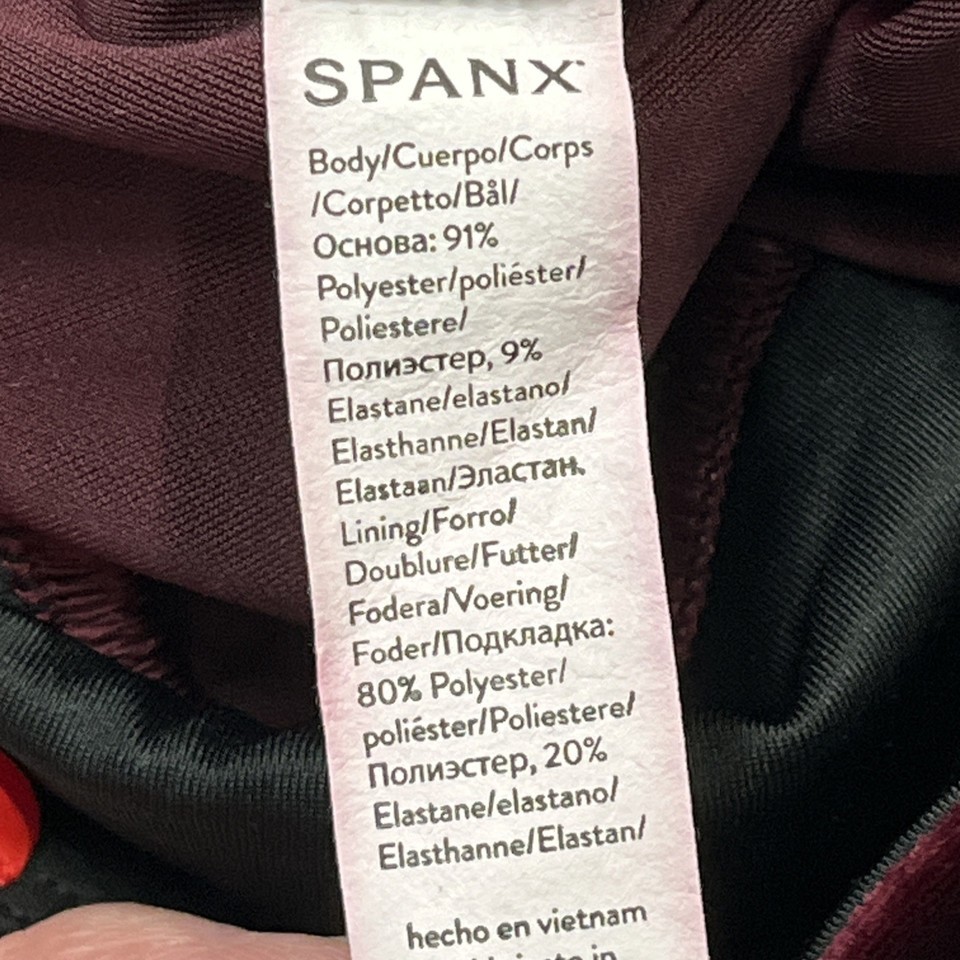 SPANX
Body/Cuerpo/Corps
/Corpetto/Bål/
Основа: 91%
Polyester/poliéster/
Poliestere/
Полиэстер, 9%
Elastane/elastano/
Elasthanne/Elastan/
Elastaan/Эластан.
Lining/Forro/
Doublure/Futter/
Fodera/Voering/
Foder/Подкладка:
80% Polyester/
poliéster/Poliestere/
Полиэстер, 20%
Elastane/elastano/
Elasthanne/Elastan/
hecho en vietnam
in